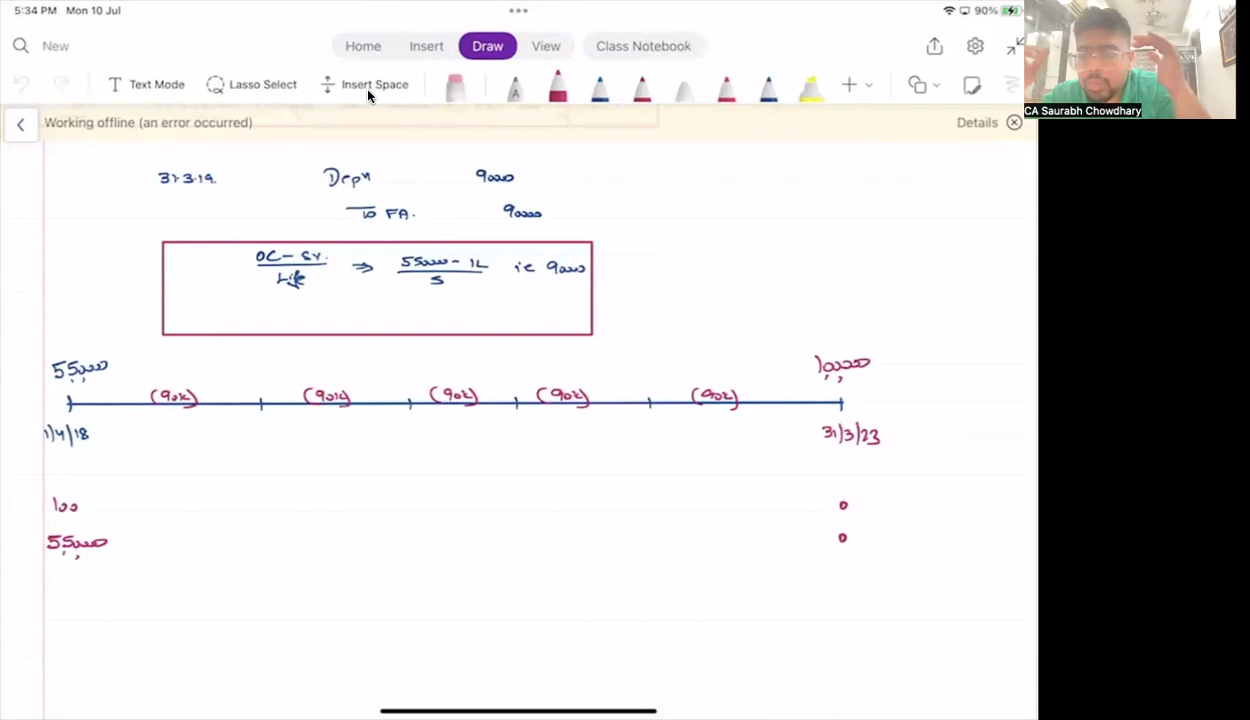 5:34 PM Mon 10 Jul
90%
New
Home Insert Draw View Class Notebook
Text Mode Lasso Select Insert Space
A
CA Saurabh Chowdhary
Working offline (an error occurred) Details
31.3.19. Depn 90000
To FA. 90000
OC - SV. ⇒ 550000 - 1L ie 90000
Life 5
550000 100000
(90k) (90k) (90k) (90k) (90k)
1/4/18 31/3/23
100 0
550000 0